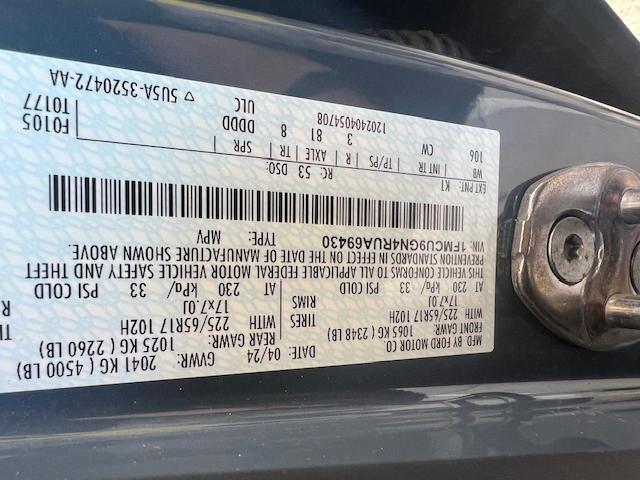 MFD. BY FORD MOTOR CO
DATE: 04/24 GVWR: 2041 KG ( 4500 LB)
FRONT GAWR: 1065 KG ( 2348 LB) REAR GAWR: 1025 KG ( 2260 LB)
WITH 225/65R17 102H TIRES WITH 225/65R17 102H
17x7.0J RIMS 17x7.0J
AT 230 kPa/ 33 PSI COLD AT 230 kPa/ 33 PSI COLD
THIS VEHICLE CONFORMS TO ALL APPLICABLE FEDERAL MOTOR VEHICLE SAFETY AND THEFT
PREVENTION STANDARDS IN EFFECT ON THE DATE OF MANUFACTURE SHOWN ABOVE.
VIN: 1FMCU9GN4RUA69430 TYPE: MPV
EXT PNT: K1 RC: 53 DSO:
WB INT TR TP/PS R AXLE TR SPR
106 CW 3 81 8 DDDD F0105
T0177
1202404054708 ULC
▽ 5U5A-3520472-AA